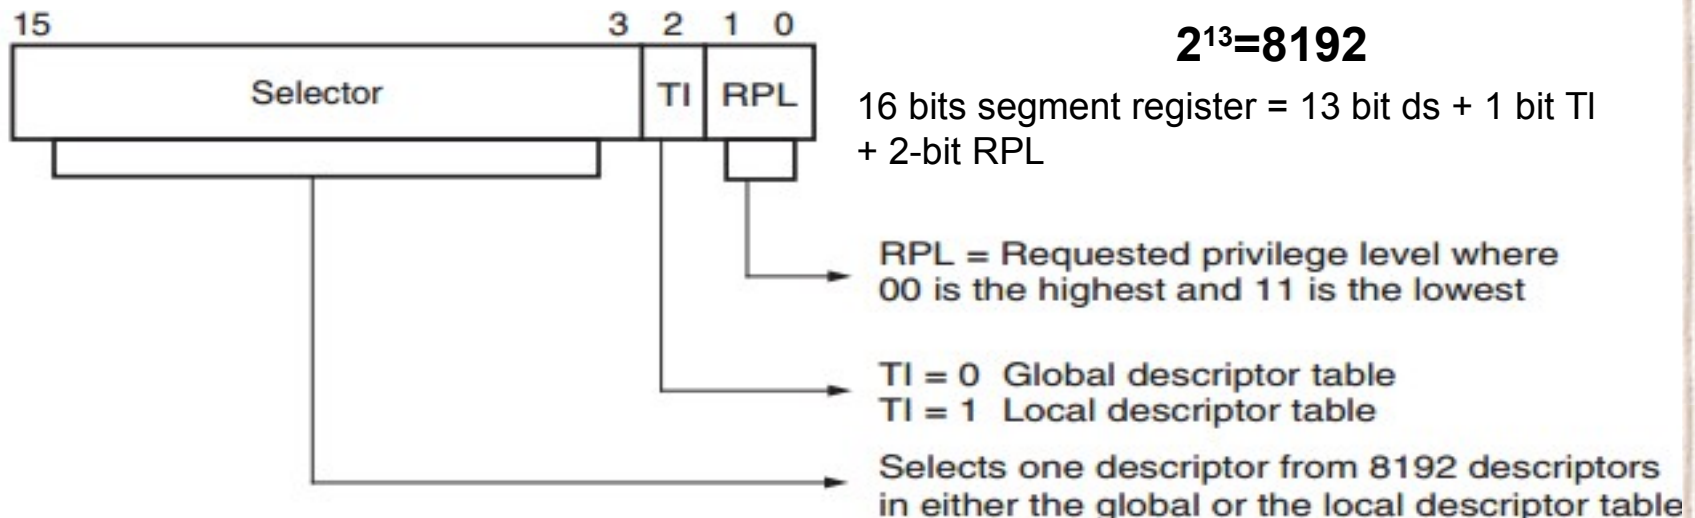 15 3 2 1 0
Selector TI RPL
2¹³=8192
16 bits segment register = 13 bit ds + 1 bit TI
+ 2-bit RPL
RPL = Requested privilege level where
00 is the highest and 11 is the lowest
TI = 0 Global descriptor table
TI = 1 Local descriptor table
Selects one descriptor from 8192 descriptors
in either the global or the local descriptor table